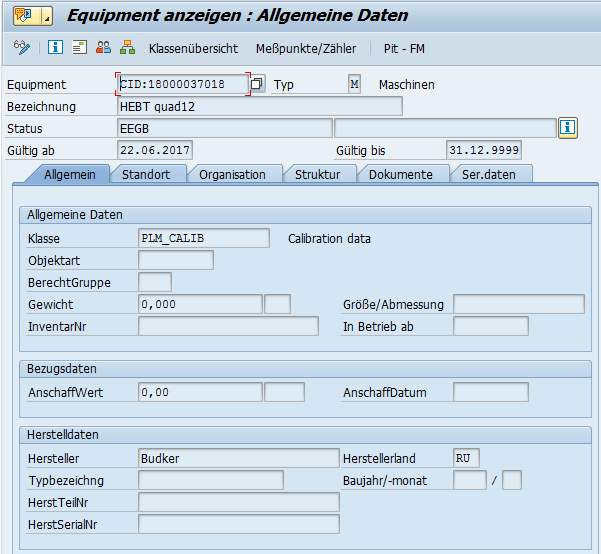 Equipment anzeigen : Allgemeine Daten
Klassenübersicht Meßpunkte/Zähler Pit - FM
Equipment CID:18000037018 Typ M Maschinen
Bezeichnung HEBT quad12
Status EEGB
Gültig ab 22.06.2017 Gültig bis 31.12.9999
Allgemein Standort Organisation Struktur Dokumente Ser.daten
Allgemeine Daten
Klasse PLM_CALIB Calibration data
Objektart
BerechtGruppe
Gewicht 0,000 Größe/Abmessung
InventarNr In Betrieb ab
Bezugsdaten
AnschaffWert 0,00 AnschaffDatum
Herstelldaten
Hersteller Budker Herstellerland RU
Typbezeichng Baujahr/-monat /
HerstTeilNr
HerstSerialNr